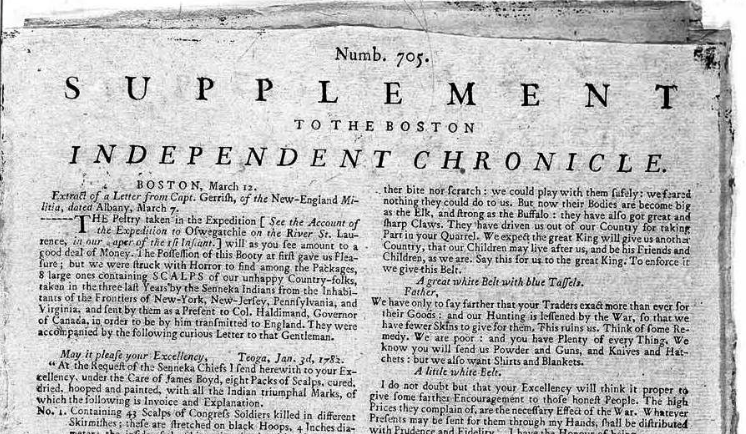 Numb. 705.
SUPPLEMENT
TO THE BOSTON
INDEPENDENT CHRONICLE.
BOSTON, March 12.
Extract of a Letter from Capt. Gerrish, of the New-England Mi-
litia, dated Albany, March 7.
THE Peltry taken in the Expedition [ See the Account of
the Expedition to Oswegatchie on the River St. Lau-
rence, in our Paper of the 1st Instant. ] will as you see amount to a
good deal of Money. The Possession of this Booty at first gave us Plea-
sure ; but we were struck with Horror to find among the Packages,
8 large ones containing SCALPS of our unhappy Country-folks,
taken in the three last Years by the Senneka Indians from the Inhabi-
tants of the Frontiers of New-York, New-Jersey, Pennsylvania, and
Virginia, and sent by them as a Present to Col. Haldimand, Governor
of Canada, in order to be by him transmitted to England. They were
accompanied by the following curious Letter to that Gentleman.
May it please your Excellency, Teoga, Jan. 3d, 1782.
" At the Request of the Senneka Chiefs I send herewith to your Ex-
cellency, under the Care of James Boyd, eight Packs of Scalps, cured,
dried, hooped and painted, with all the Indian triumphal Marks, of
which the following is Invoice and Explanation.
No. 1. Containing 43 Scalps of Congress Soldiers killed in different
Skirmishes ; these are stretched on black Hoops, 4 Inches dia-
ther bite nor scratch : we could play with them safely : we feared
nothing they could do to us. But now their Bodies are become big
as the Elk, and strong as the Buffalo : they have also got great and
sharp Claws. They have driven us out of our Country for taking
Part in your Quarrel. We expect the great King will give us another
Country, that our Children may live after us, and be his Friends and
Children, as we are. Say this for us to the great King. To enforce it
we give this Belt.
A great white Belt with blue Tassels.
Father,
We have only to say farther that your Traders exact more than ever for
their Goods : and our Hunting is lessened by the War, so that we
have fewer Skins to give for them. This ruins us. Think of some Re-
medy. We are poor : and you have Plenty of every Thing. We
know you will send us Powder and Guns, and Knives and Hat-
chets : but we also want Shirts and Blankets.
A little white Belt.
I do not doubt but that your Excellency will think it proper to
give some farther Encouragement to those honest People. The high
Prices they complain of, are the necessary Effect of the War. Whatever
Presents may be sent for them through my Hands, shall be distributed
with Prudence and Fidelity. I have the Honour of being